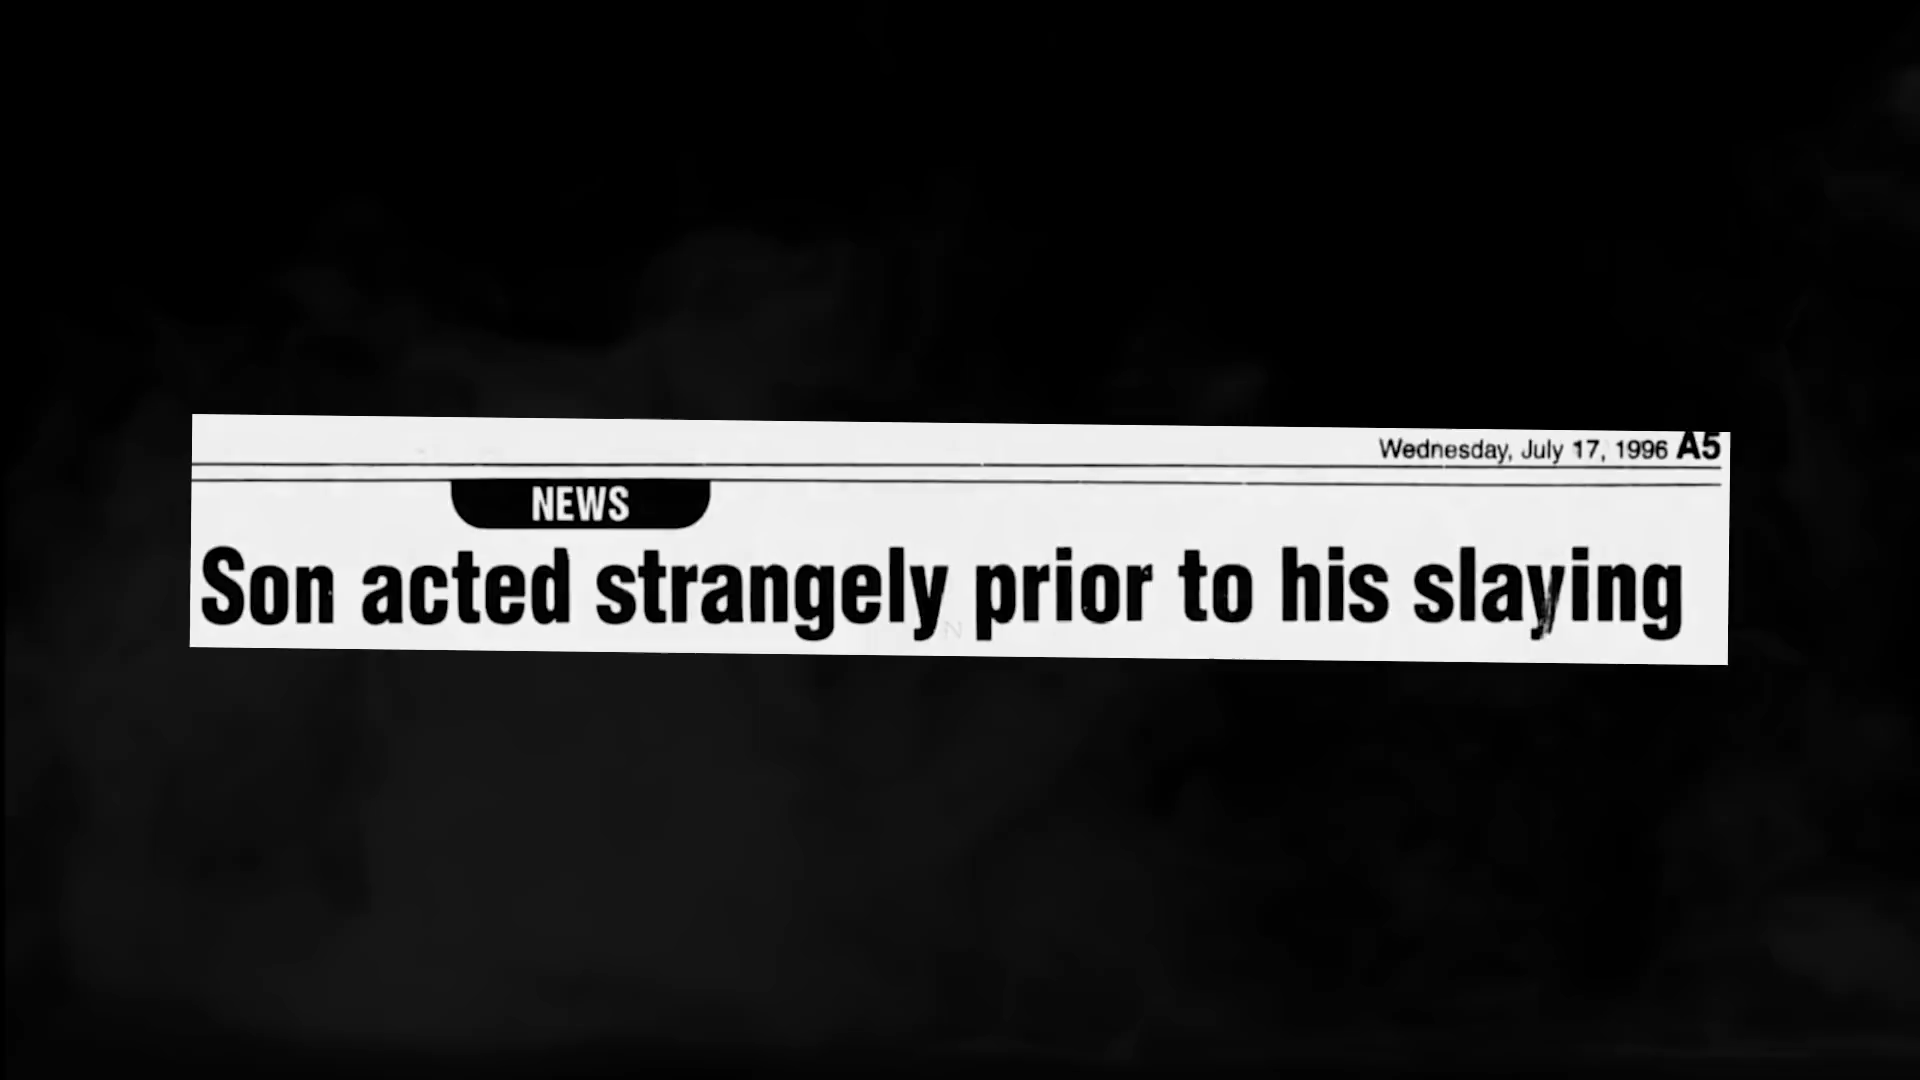 Wednesday, July 17, 1996 A5
NEWS
Son acted strangely prior to his slaying